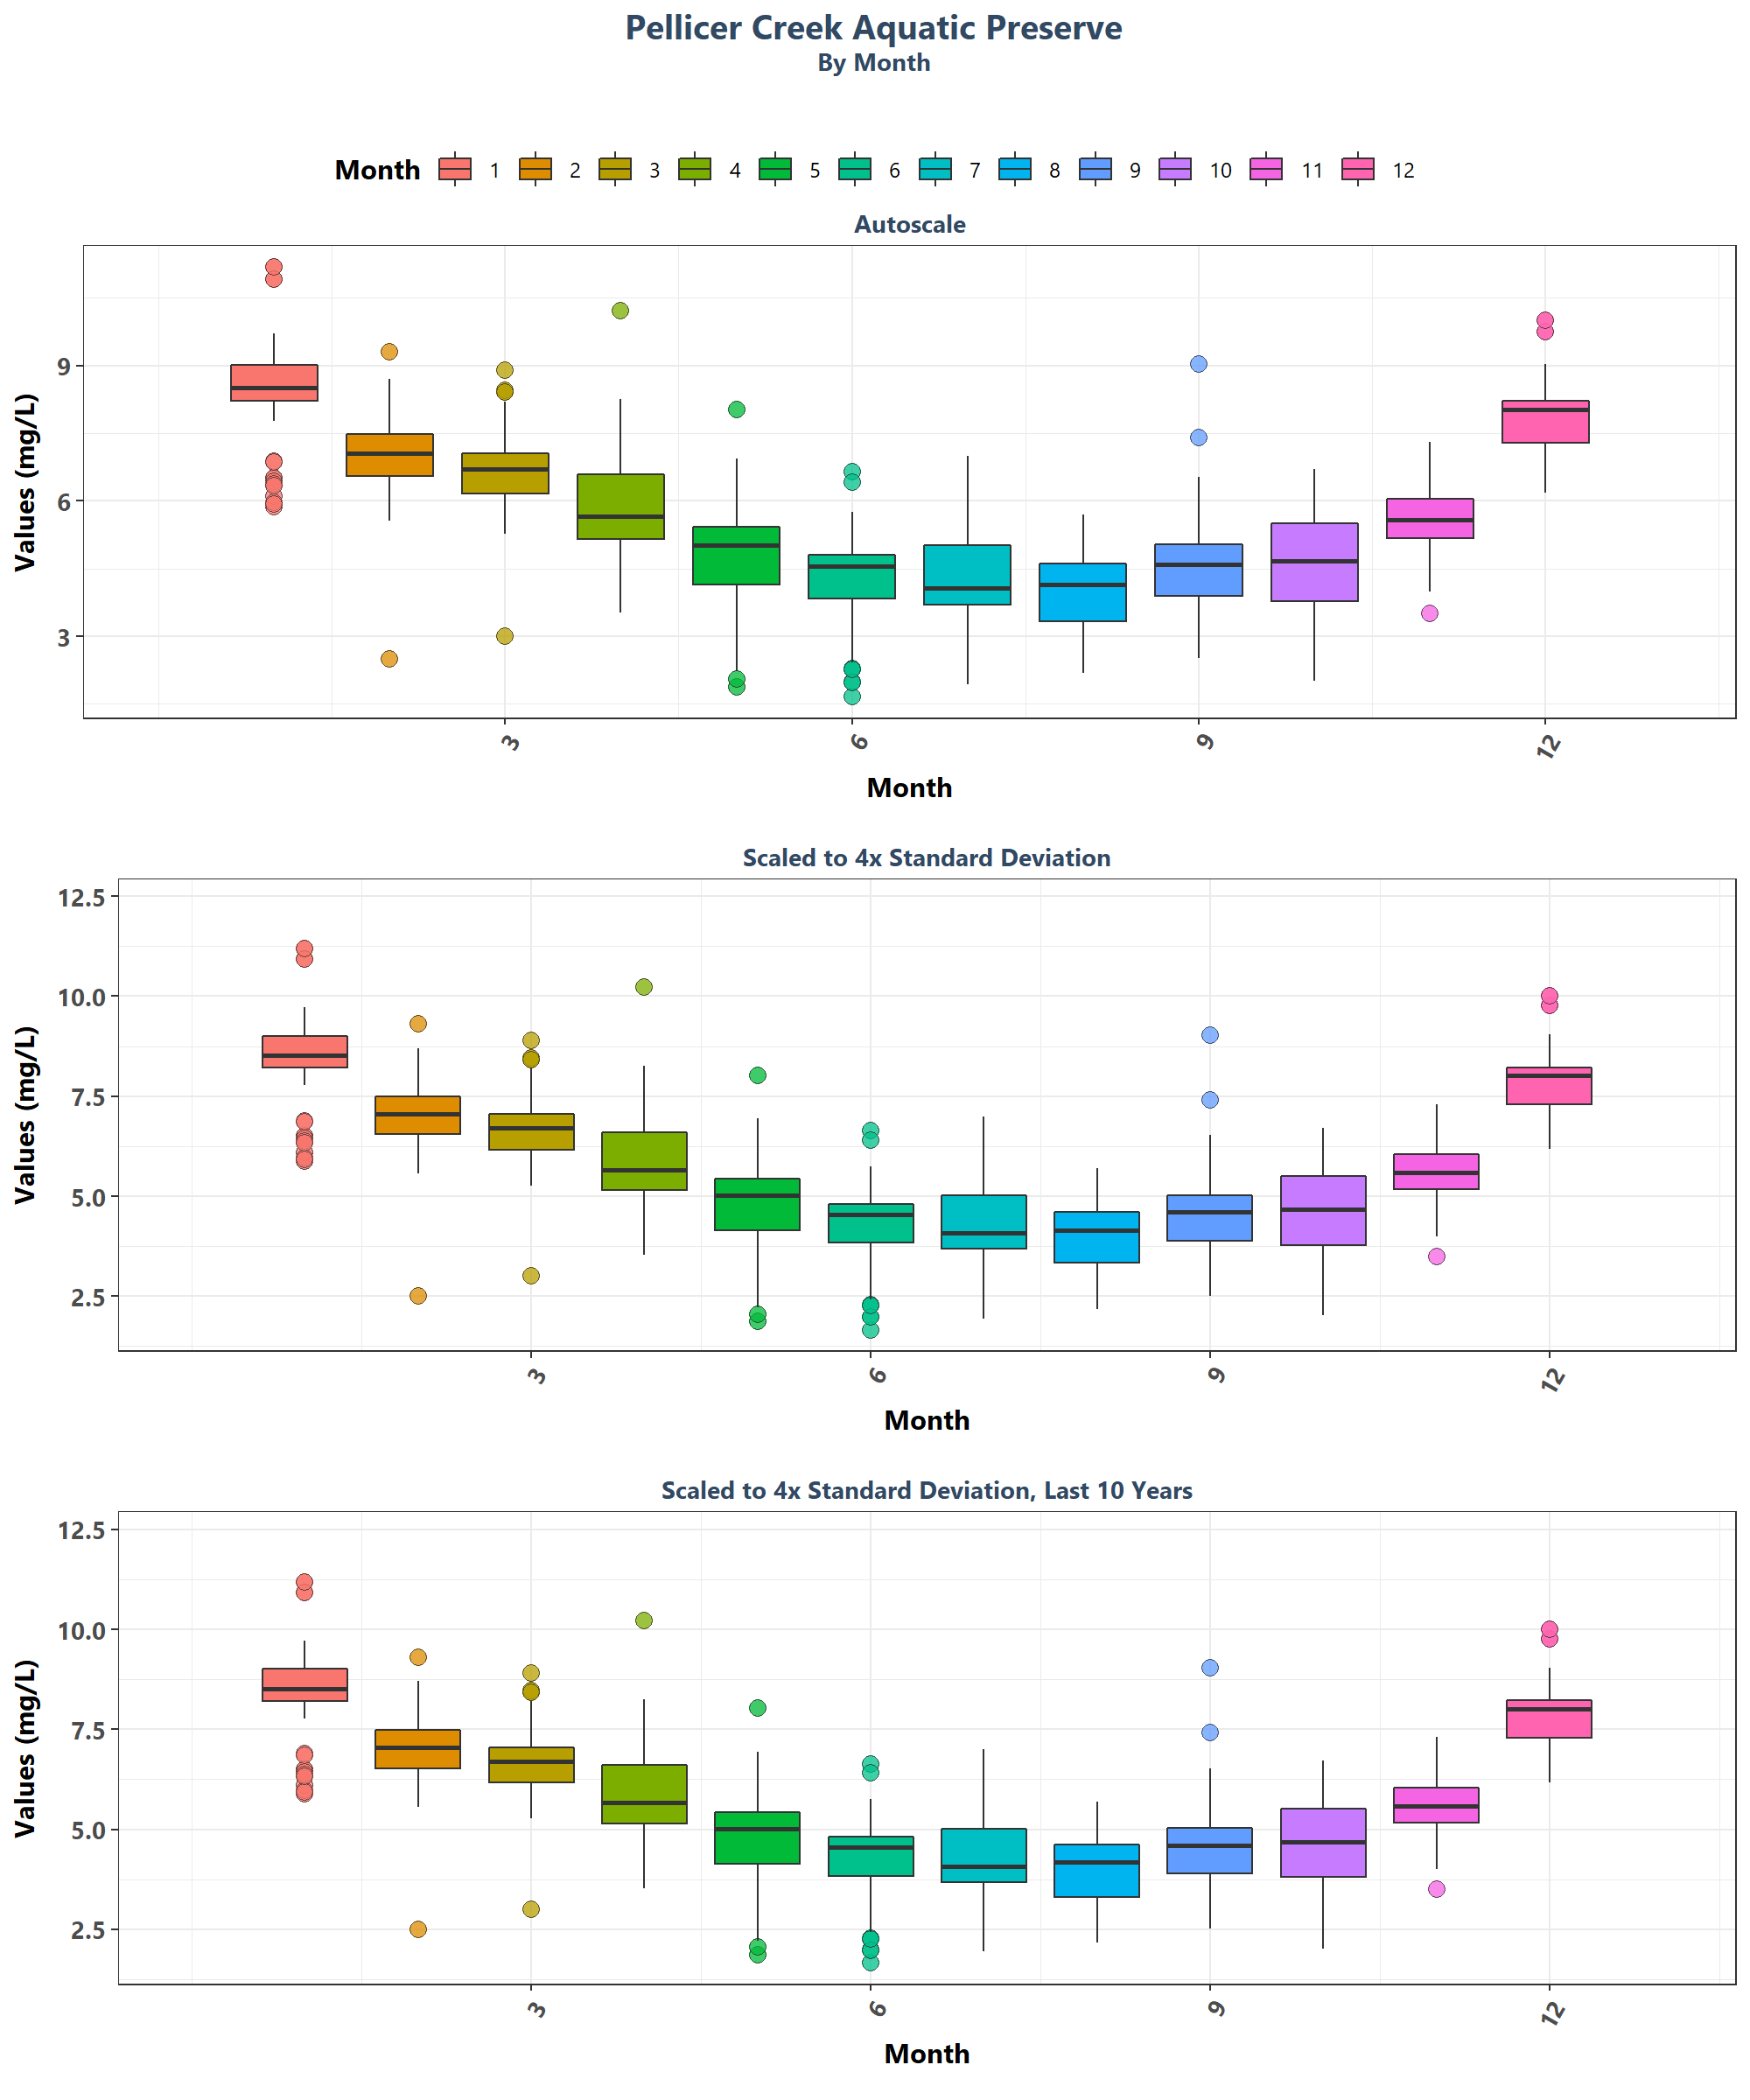 Pellicer Creek Aquatic Preserve
By Month
Month 1 2 3 4 5 6 7 8 9 10 11 12
Autoscale
Values (mg/L)
9
6
3
3 6 9 12
Month
Scaled to 4x Standard Deviation
Values (mg/L)
12.5
10.0
7.5
5.0
2.5
3 6 9 12
Month
Scaled to 4x Standard Deviation, Last 10 Years
Values (mg/L)
12.5
10.0
7.5
5.0
2.5
3 6 9 12
Month